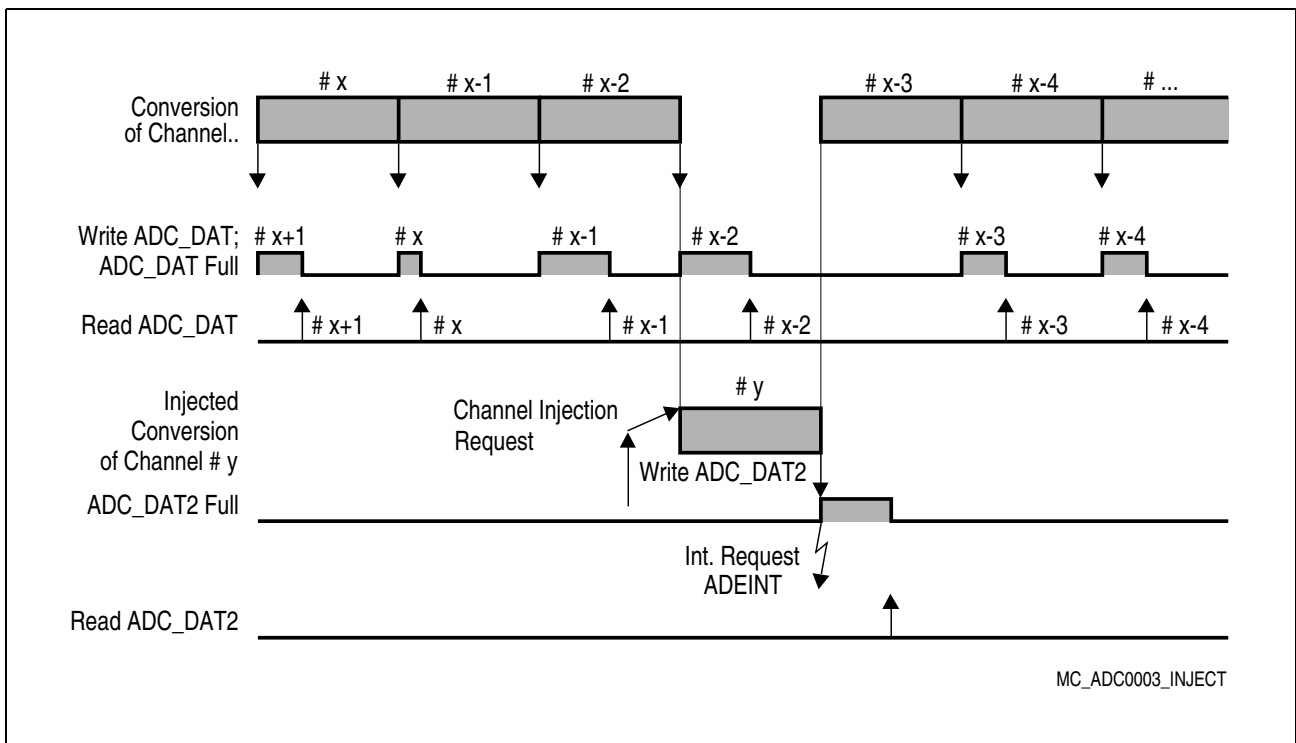 # x
# x-1
# x-2
# x-3
# x-4
# ...
Conversion
of Channel..
Write ADC_DAT;
ADC_DAT Full
# x+1
# x
# x-1
# x-2
# x-3
# x-4
Read ADC_DAT
# x+1
# x
# x-1
# x-2
# x-3
# x-4
Injected
Conversion
of Channel # y
Channel Injection
Request
# y
Write ADC_DAT2
ADC_DAT2 Full
Int. Request
ADEINT
Read ADC_DAT2
MC_ADC0003_INJECT